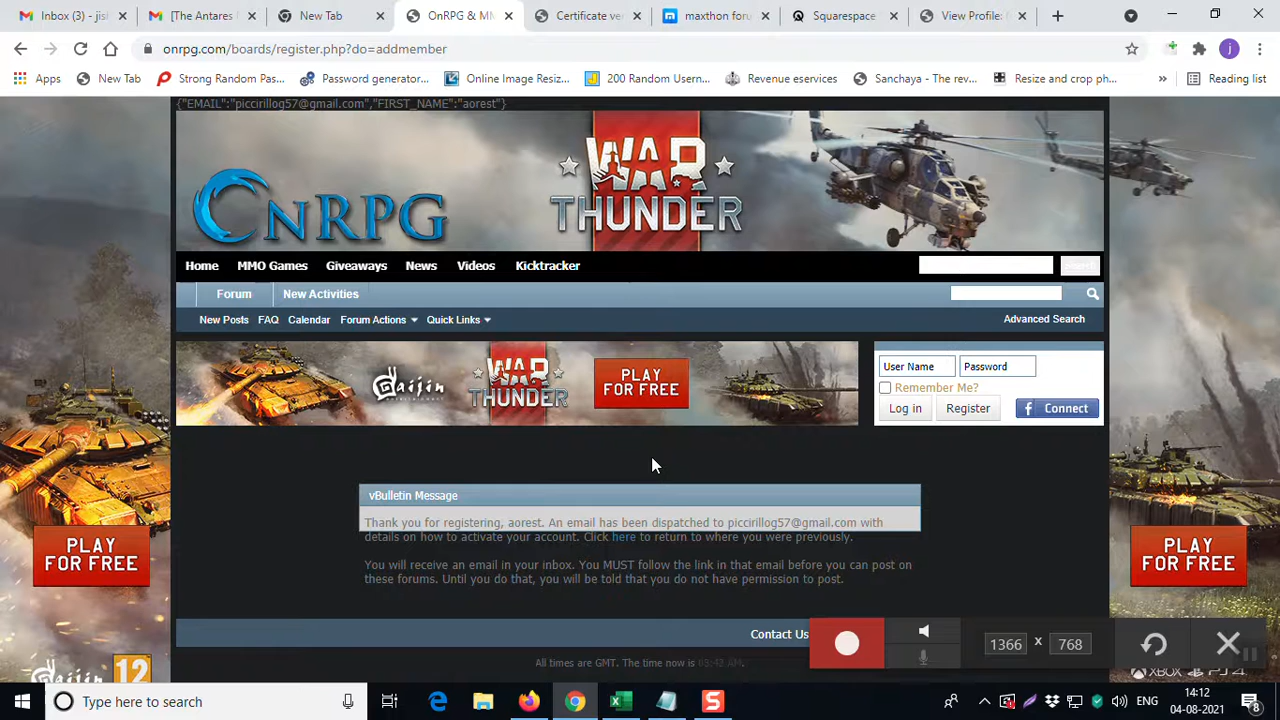 Inbox (3) - jisi
[The Antares
New Tab
OnRPG & MM
Certificate ver
maxthon foru
Squarespace
View Profile:
onrpg.com/boards/register.php?do=addmember
j
Apps
New Tab
Strong Random Pas...
Password generator...
Online Image Resiz...
200 Random Usern...
Revenue eservices
Sanchaya - The rev...
Resize and crop ph...
»
Reading list
{"EMAIL":"piccirillog57@gmail.com","FIRST_NAME":"aorest"}
OnRPG
WAR
THUNDER
Home
MMO Games
Giveaways
News
Videos
Kicktracker
Forum
New Activities
New Posts
FAQ
Calendar
Forum Actions
Quick Links
Advanced Search
Gaijin
ENTERTAINMENT
WAR
THUNDER
PLAY
FOR FREE
User Name
Password
Remember Me?
Log in
Register
f Connect
vBulletin Message
Thank you for registering, aorest. An email has been dispatched to piccirillog57@gmail.com with
details on how to activate your account. Click here to return to where you were previously.
You will receive an email in your inbox. You MUST follow the link in that email before you can post on
these forums. Until you do that, you will be told that you do not have permission to post.
PLAY
FOR FREE
PLAY
FOR FREE
Contact Us
1366 x 768
All times are GMT. The time now is
Gaijin
12
XBOX PS4
Type here to search
ENG
14:12
04-08-2021
8